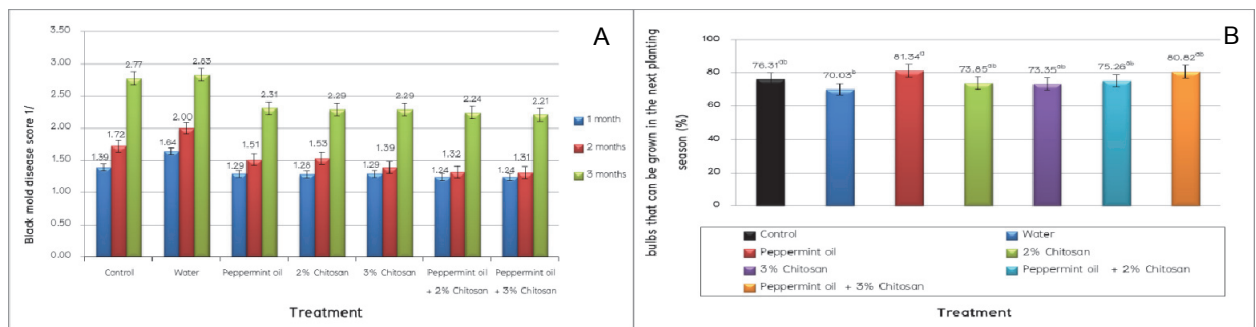 A
Black mold disease score 1/
3.50
3.00
2.50
2.00
1.50
1.00
0.50
0.00
1.39
1.72
2.77
1.64
2.00
2.83
1.29
1.51
2.31
1.28
1.53
2.29
1.29
1.39
2.29
1.24
1.32
2.24
1.24
1.31
2.21
1 month
2 months
3 months
Control
Water
Peppermint oil
2% Chitosan
3% Chitosan
Peppermint oil
+ 2% Chitosan
Peppermint oil
+ 3% Chitosan
Treatment
B
bulbs that can be grown in the next planting
season (%)
100
80
60
40
20
0
76.31ab
70.03b
81.34a
73.85ab
73.35ab
75.26ab
80.82
Control
Water
Peppermint oil
2% Chitosan
3% Chitosan
Peppermint oil + 2% Chitosan
Peppermint oil + 3% Chitosan
Treatment